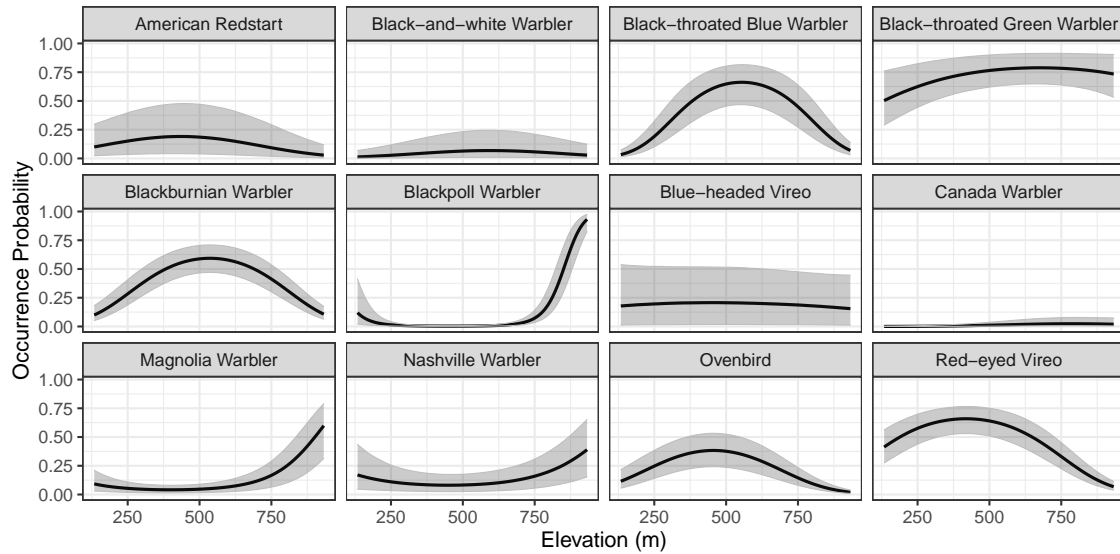 American Redstart
Black−and−white Warbler
Black−throated Blue Warbler
Black−throated Green Warbler
1.00
0.75
0.50
0.25
0.00
Blackburnian Warbler
Blackpoll Warbler
Blue−headed Vireo
Canada Warbler
1.00
0.75
0.50
0.25
0.00
Occurrence Probability
Magnolia Warbler
Nashville Warbler
Ovenbird
Red−eyed Vireo
1.00
0.75
0.50
0.25
0.00
250 500 750 250 500 750 250 500 750 250 500 750
Elevation (m)